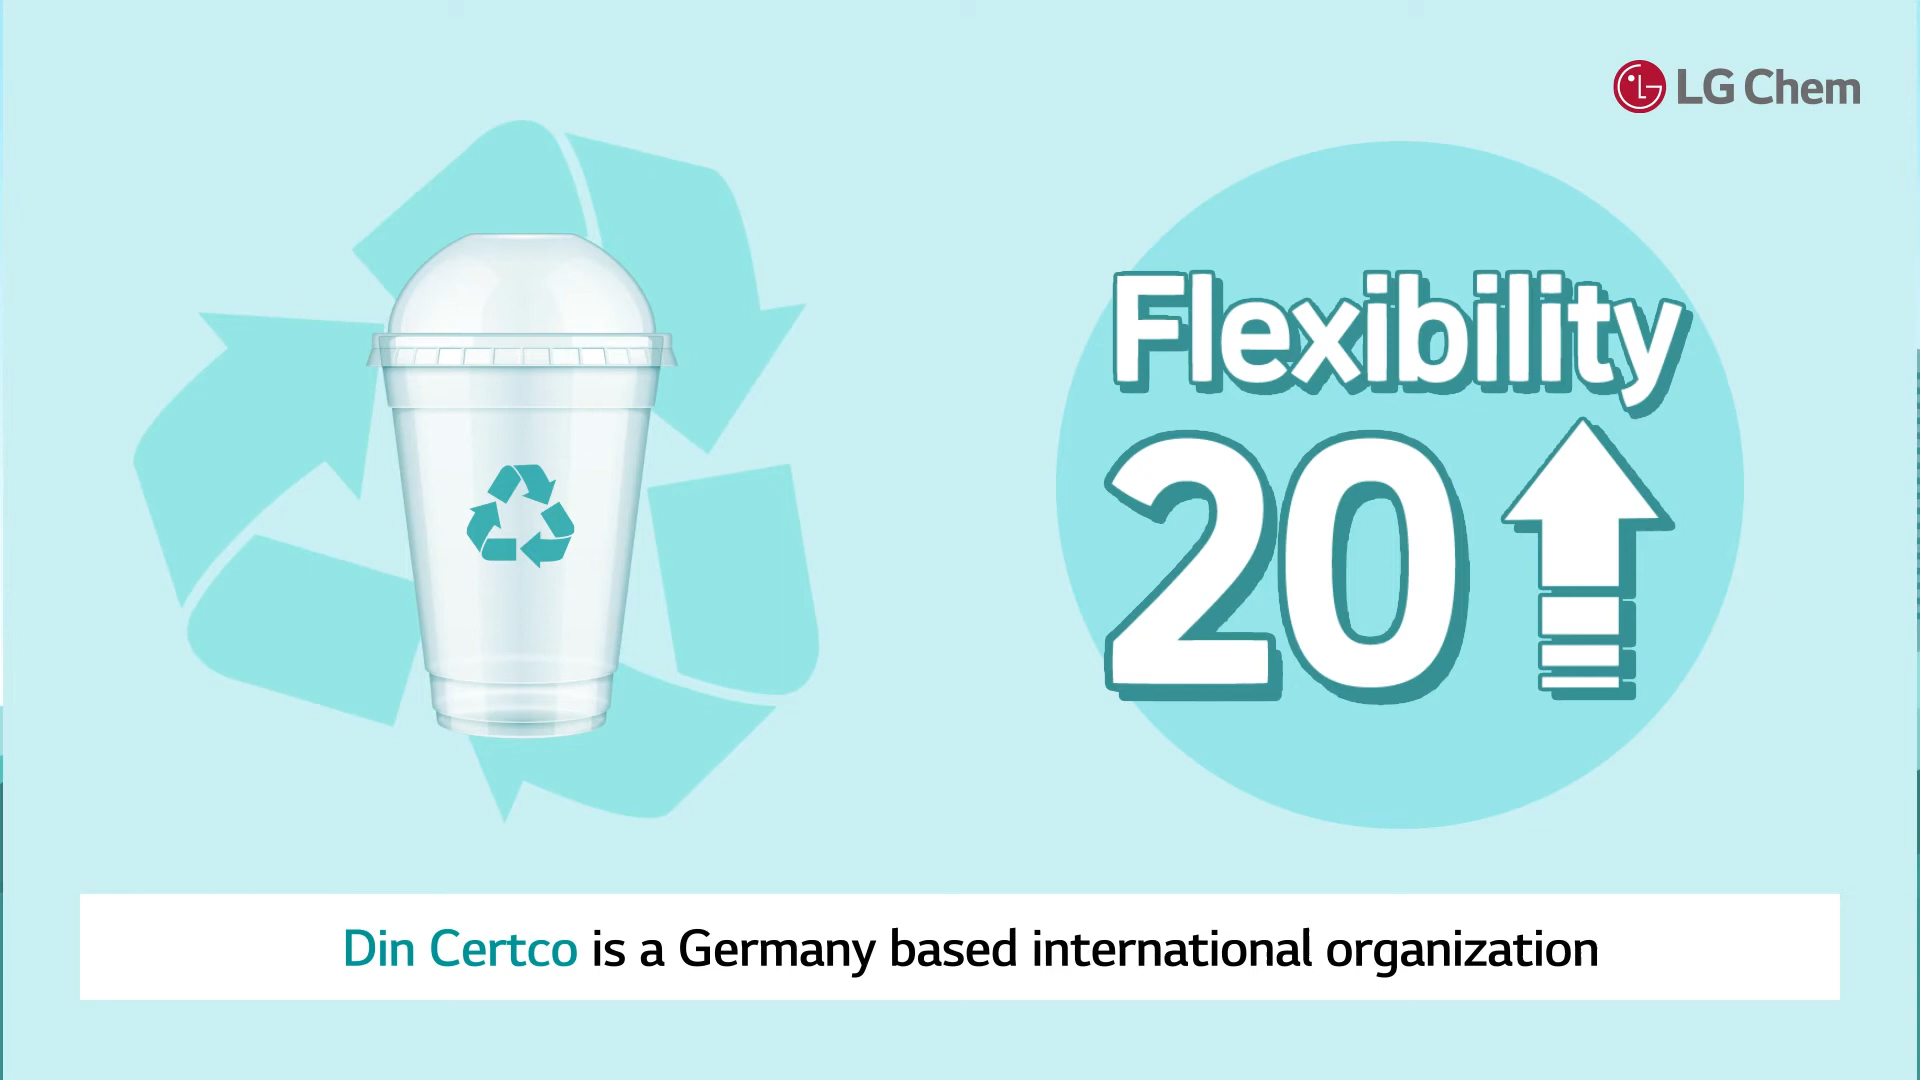 LG Chem
Flexibility
20
Din Certco is a Germany based international organization